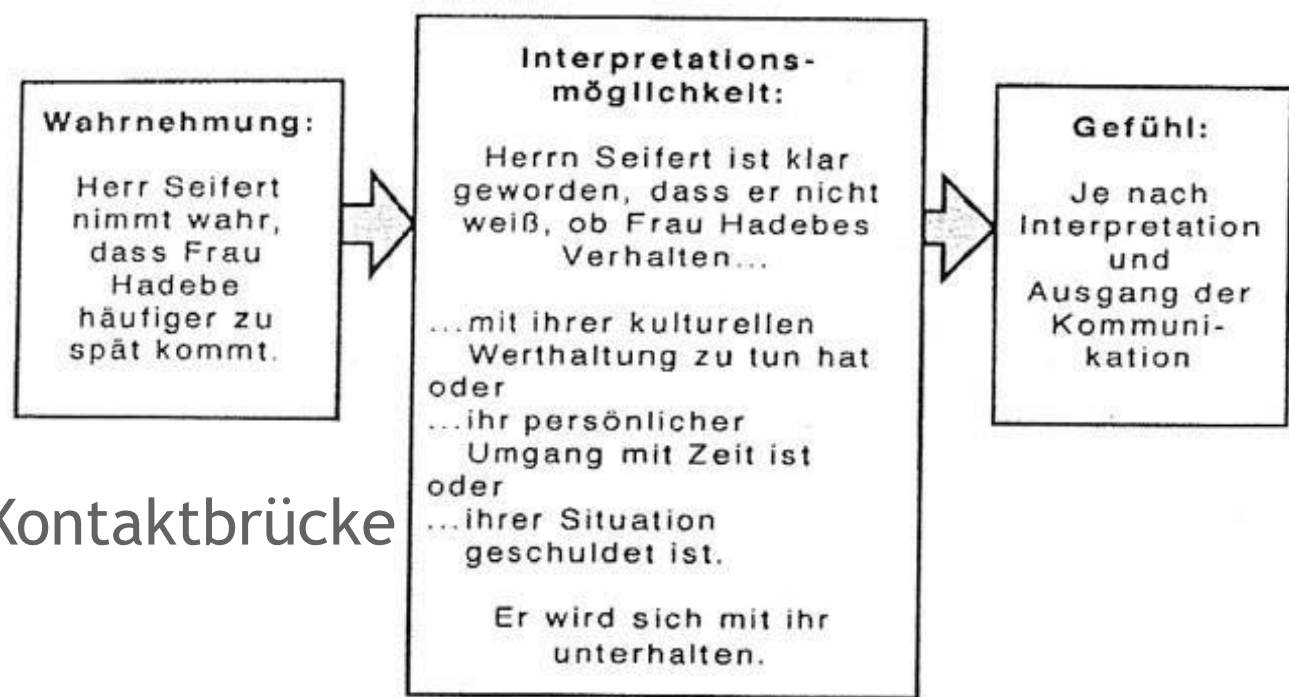 Wahrnehmung:
Herr Seifert
nimmt wahr,
dass Frau
Hadebe
häufiger zu
spät kommt.
Interpretations-
möglichkeit:
Herrn Seifert ist klar
geworden, dass er nicht
weiß, ob Frau Hadebes
Verhalten...
...mit ihrer kulturellen
Werthaltung zu tun hat
oder
...ihr persönlicher
Umgang mit Zeit ist
oder
...ihrer Situation
geschuldet ist.
Er wird sich mit ihr
unterhalten.
Gefühl:
Je nach
Interpretation
und
Ausgang der
Kommuni-
kation
Kontaktbrücke